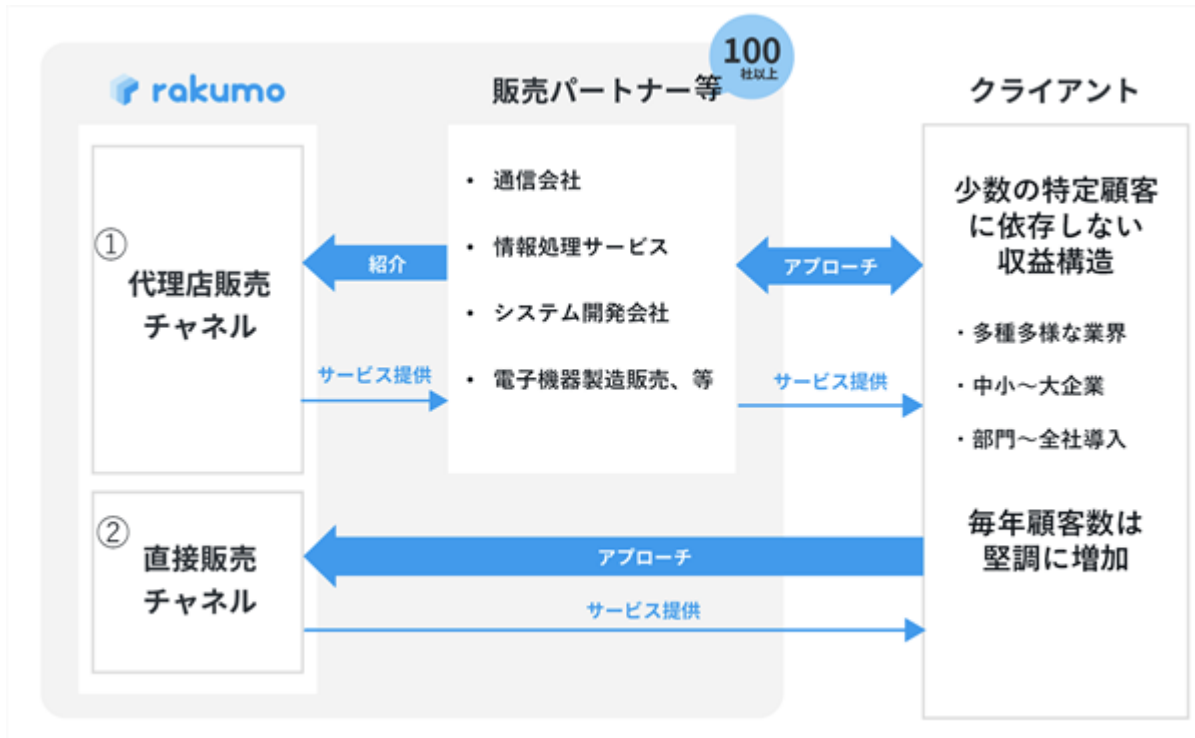 rakumo
販売パートナー等
100
社以上
クライアント
①
代理店販売
チャネル
紹介
サービス提供
・ 通信会社
・ 情報処理サービス
・ システム開発会社
・ 電子機器製造販売、等
アプローチ
サービス提供
少数の特定顧客
に依存しない
収益構造
・多種多様な業界
・中小～大企業
・部門～全社導入
毎年顧客数は
堅調に増加
②
直接販売
チャネル
アプローチ
サービス提供